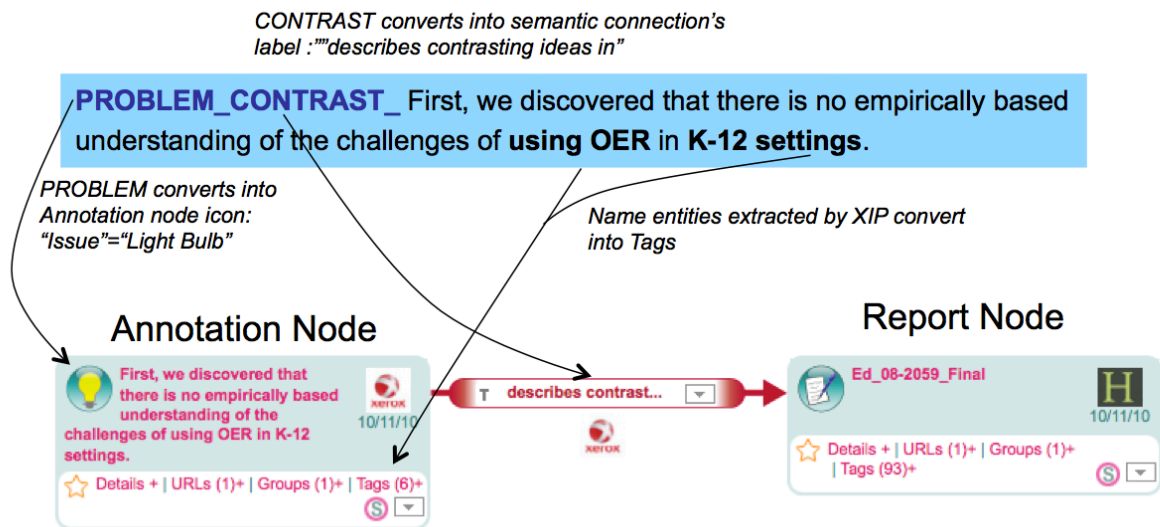 CONTRAST converts into semantic connection's
label :""describes contrasting ideas in"
PROBLEM_CONTRAST_ First, we discovered that there is no empirically based
understanding of the challenges of using OER in K-12 settings.
PROBLEM converts into
Annotation node icon:
"Issue"="Light Bulb"
Name entities extracted by XIP convert
into Tags
Annotation Node
Report Node
First, we discovered that
there is no empirically based
understanding of the
challenges of using OER in K-12
settings.
xerox
10/11/10
Details + | URLs (1)+ | Groups (1)+ | Tags (6)+
S
T describes contrast...
xerox
Ed_08-2059_Final
H
10/11/10
Details + | URLs (1)+ | Groups (1)+
| Tags (93)+
S